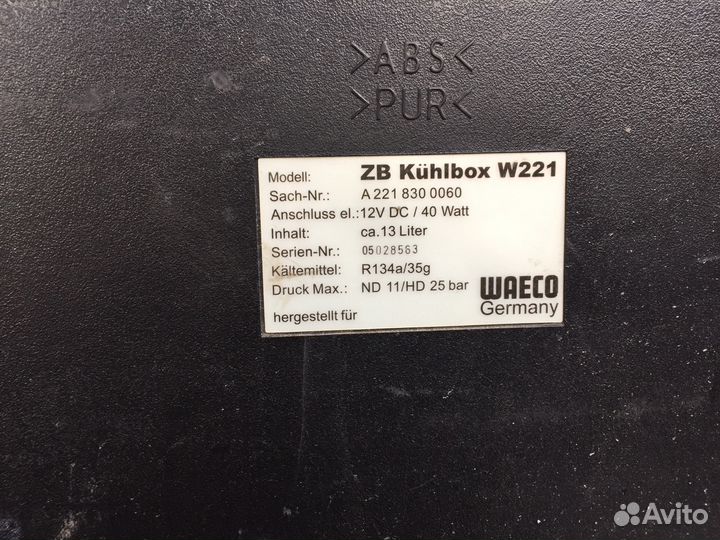 >ABS<
>PUR<
Modell: ZB Kühlbox W221
Sach-Nr.: A 221 830 0060
Anschluss el.: 12V DC / 40 Watt
Inhalt: ca.13 Liter
Serien-Nr.: 05028563
Kältemittel: R134a/35g
Druck Max.: ND 11/HD 25 bar
WAECO
Germany
hergestellt für
Avito